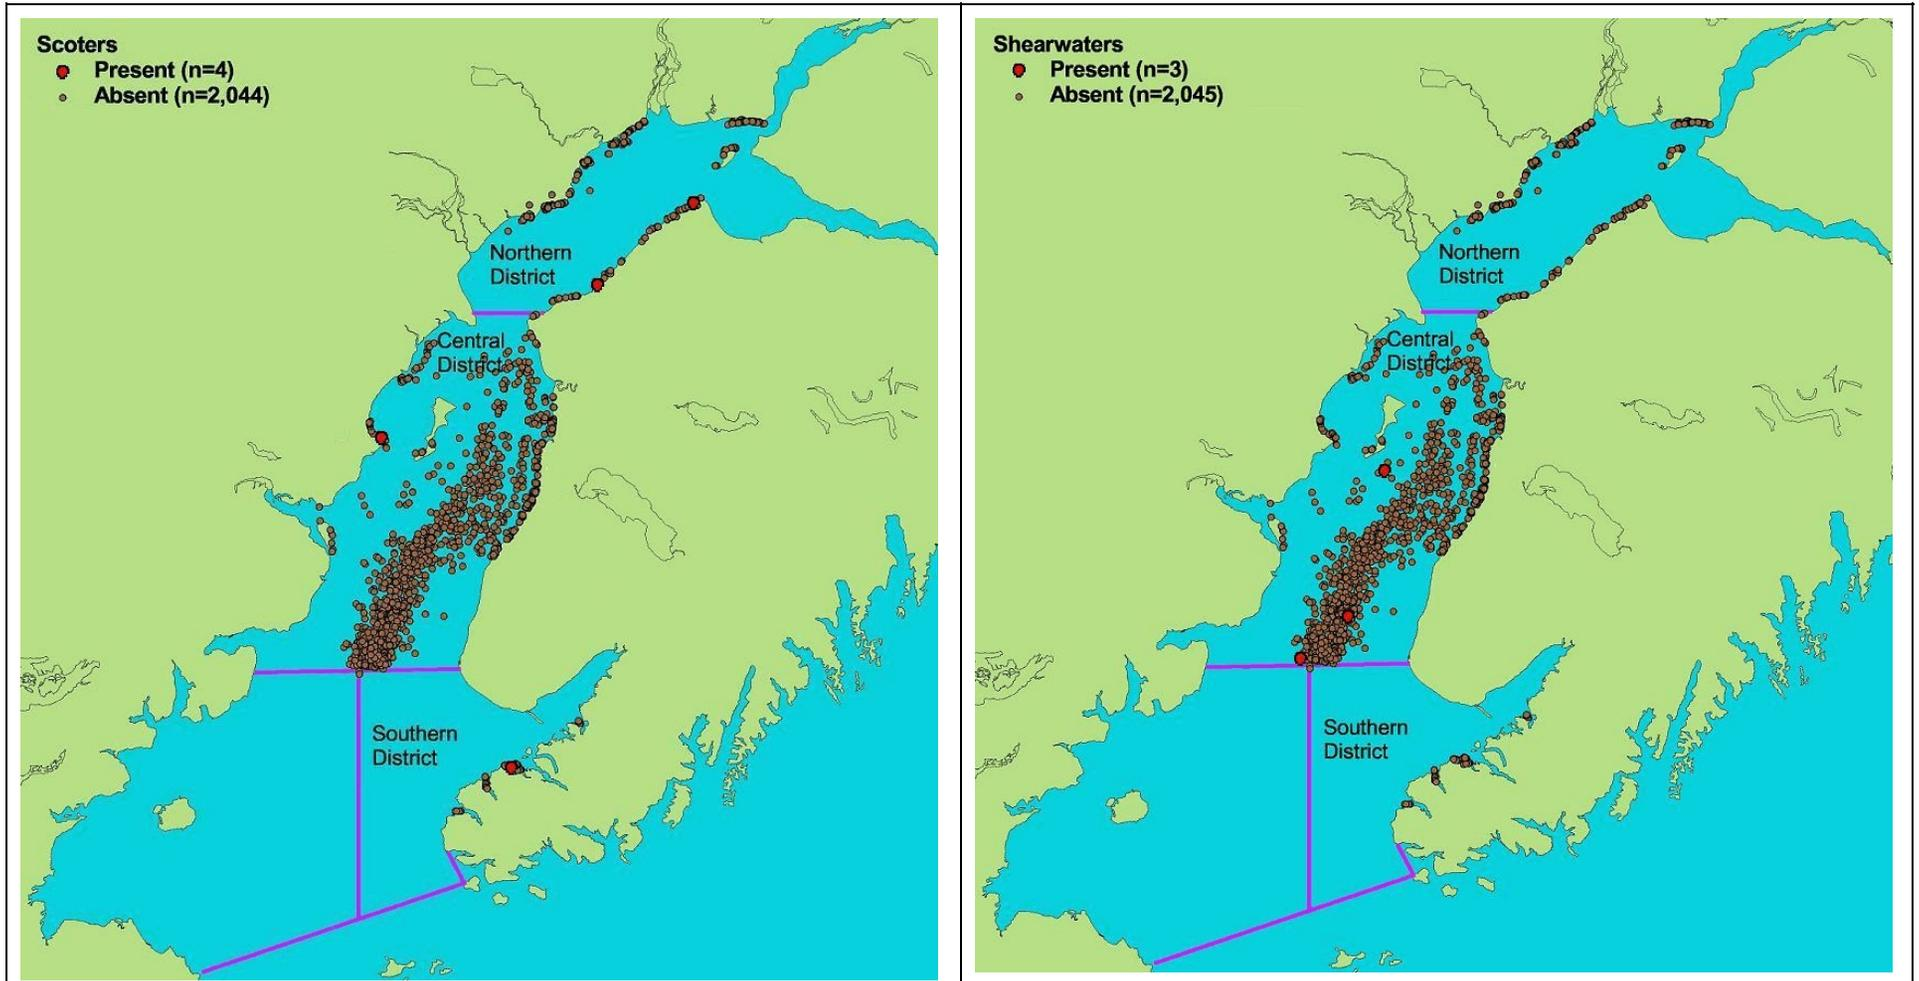 Scoters
Present (n=4)
Absent (n=2,044)
Northern
District
Central
District
Southern
District
Shearwaters
Present (n=3)
Absent (n=2,045)
Northern
District
Central
District
Southern
District